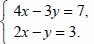 4x – 3y = 7,
2x – y = 3.